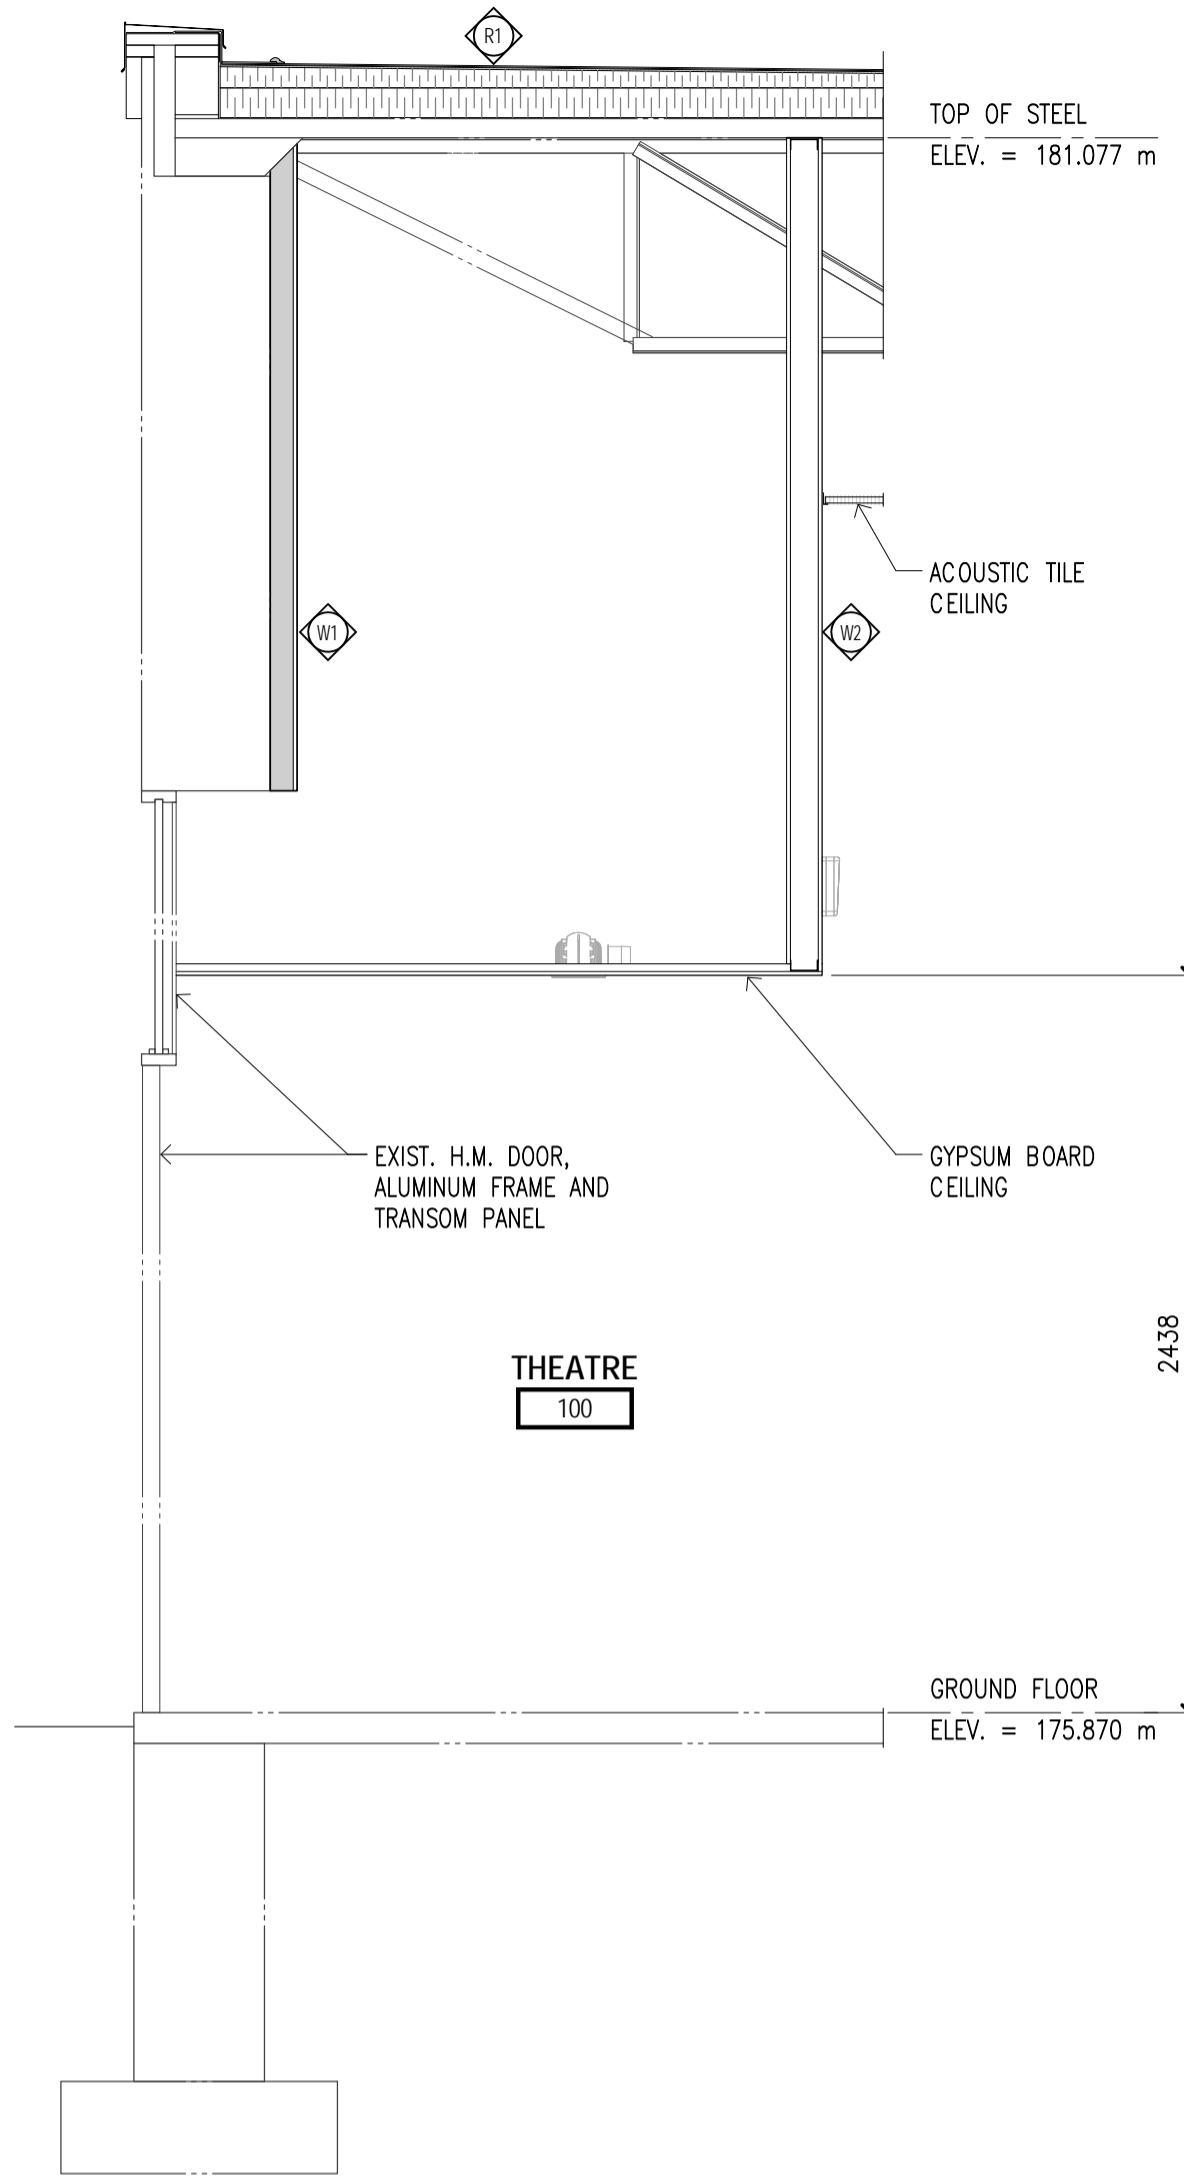 R1
TOP OF STEEL
ELEV. = 181.077 m
ACOUSTIC TILE
CEILING
W1
W2
EXIST. H.M. DOOR,
ALUMINUM FRAME AND
TRANSOM PANEL
GYPSUM BOARD
CEILING
2438
THEATRE
100
GROUND FLOOR
ELEV. = 175.870 m